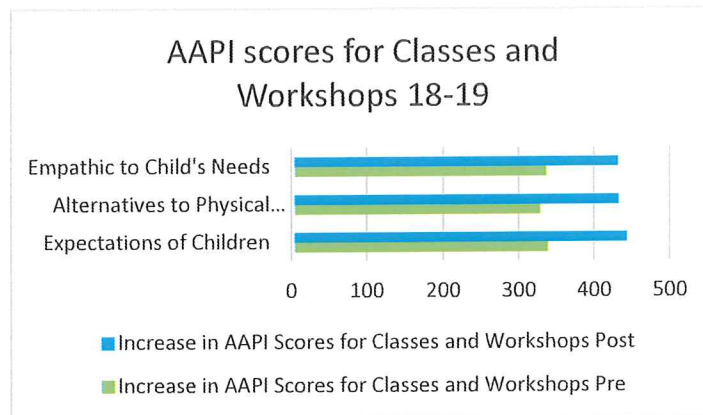 AAPI scores for Classes and
Workshops 18-19
Empathic to Child's Needs
Alternatives to Physical...
Expectations of Children
0 100 200 300 400 500
Increase in AAPI Scores for Classes and Workshops Post
Increase in AAPI Scores for Classes and Workshops Pre